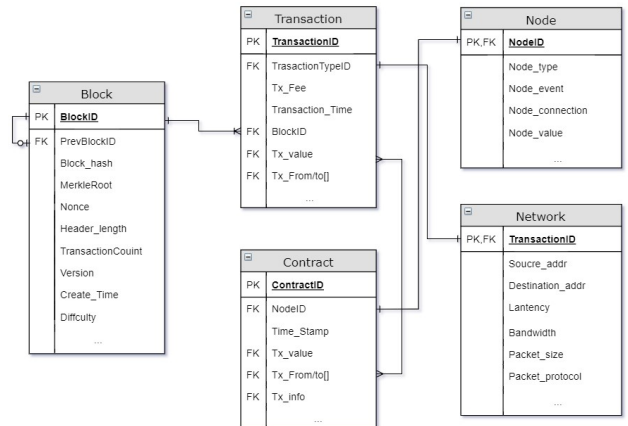 Block
PK BlockID
FK PrevBlockID
Block_hash
MerkleRoot
Nonce
Header_length
TransactionCouint
Version
Create_Time
Diffculty
...
Transaction
PK TransactionID
FK TrasactionTypeID
Tx_Fee
Transaction_Time
FK BlockID
FK Tx_value
FK Tx_From/to[]
...
Contract
PK ContractID
FK NodeID
Time_Stamp
FK Tx_value
FK Tx_From/to[]
FK Tx_info
...
Node
PK,FK NodeID
Node_type
Node_event
Node_connection
Node_value
...
Network
PK,FK TransactionID
Soucre_addr
Destination_addr
Lantency
Bandwidth
Packet_size
Packet_protocol
...